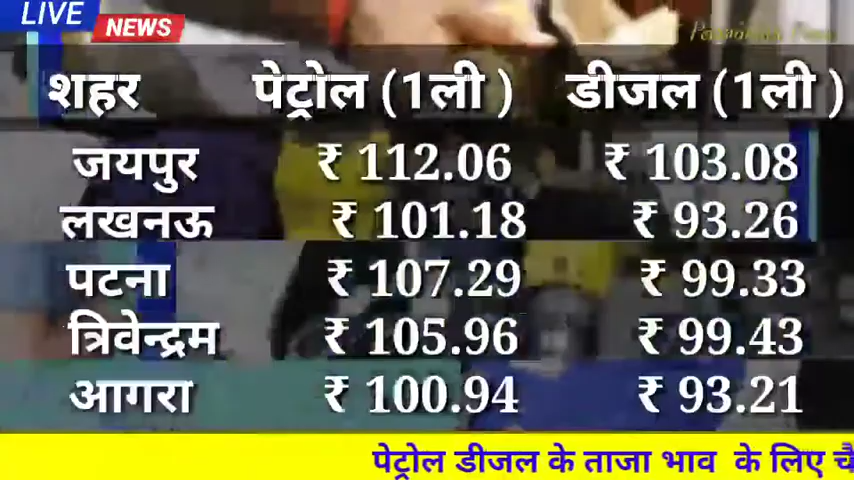 LIVE
NEWS
शहर पेट्रोल (1ली ) डीजल (1ली )
जयपुर ₹ 112.06 ₹ 103.08
लखनऊ ₹ 101.18 ₹ 93.26
पटना ₹ 107.29 ₹ 99.33
त्रिवेन्द्रम ₹ 105.96 ₹ 99.43
आगरा ₹ 100.94 ₹ 93.21
पेट्रोल डीजल के ताजा भाव के लिए